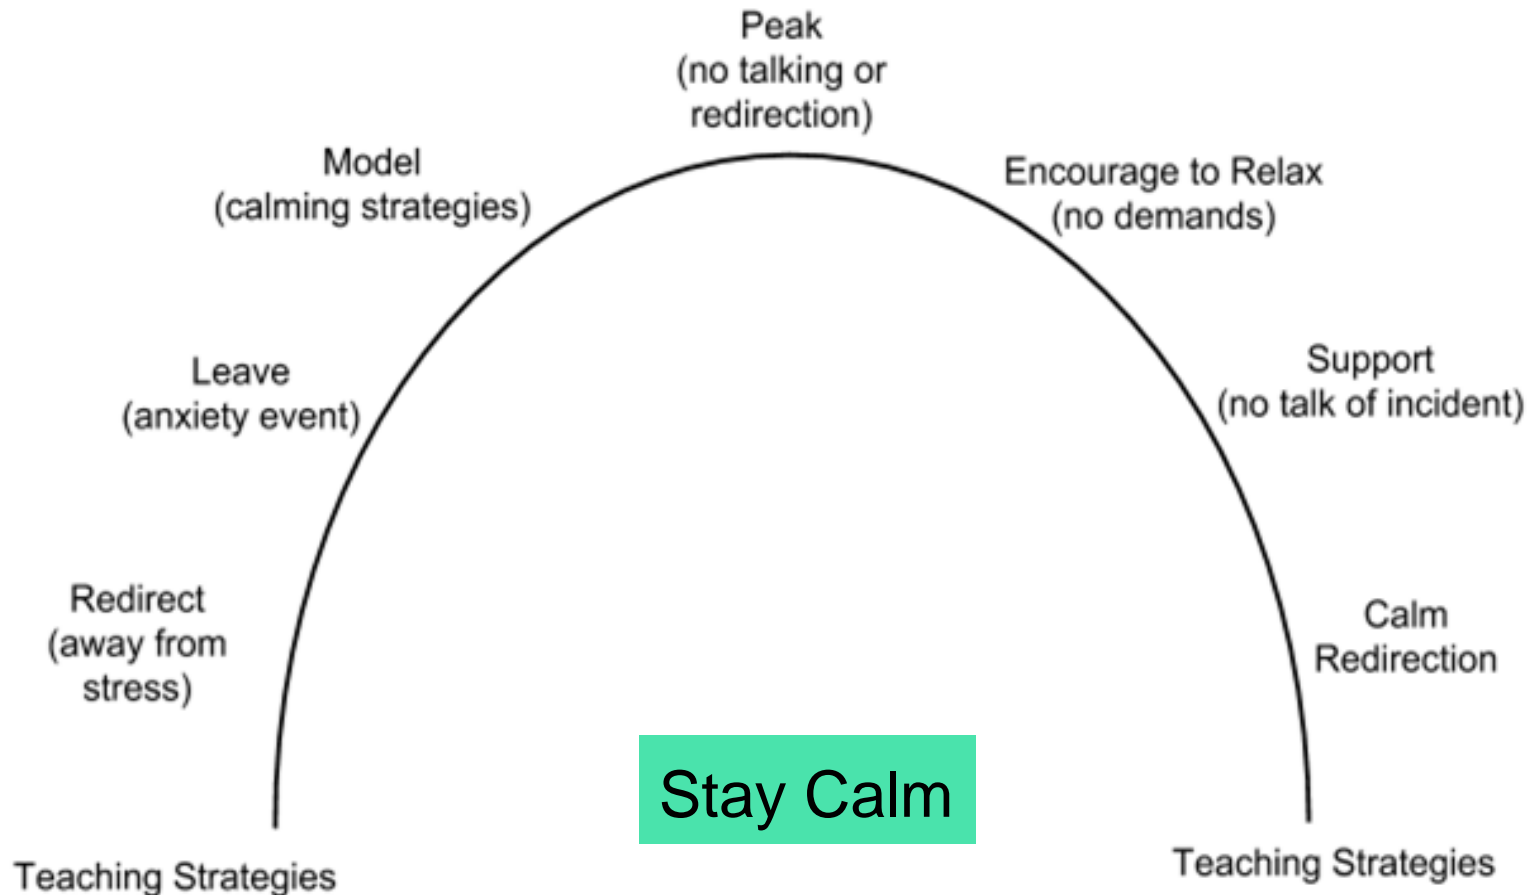 Peak
(no talking or
redirection)
Model
(calming strategies)
Encourage to Relax
(no demands)
Leave
(anxiety event)
Support
(no talk of incident)
Redirect
(away from
stress)
Calm
Redirection
Stay Calm
Teaching Strategies
Teaching Strategies